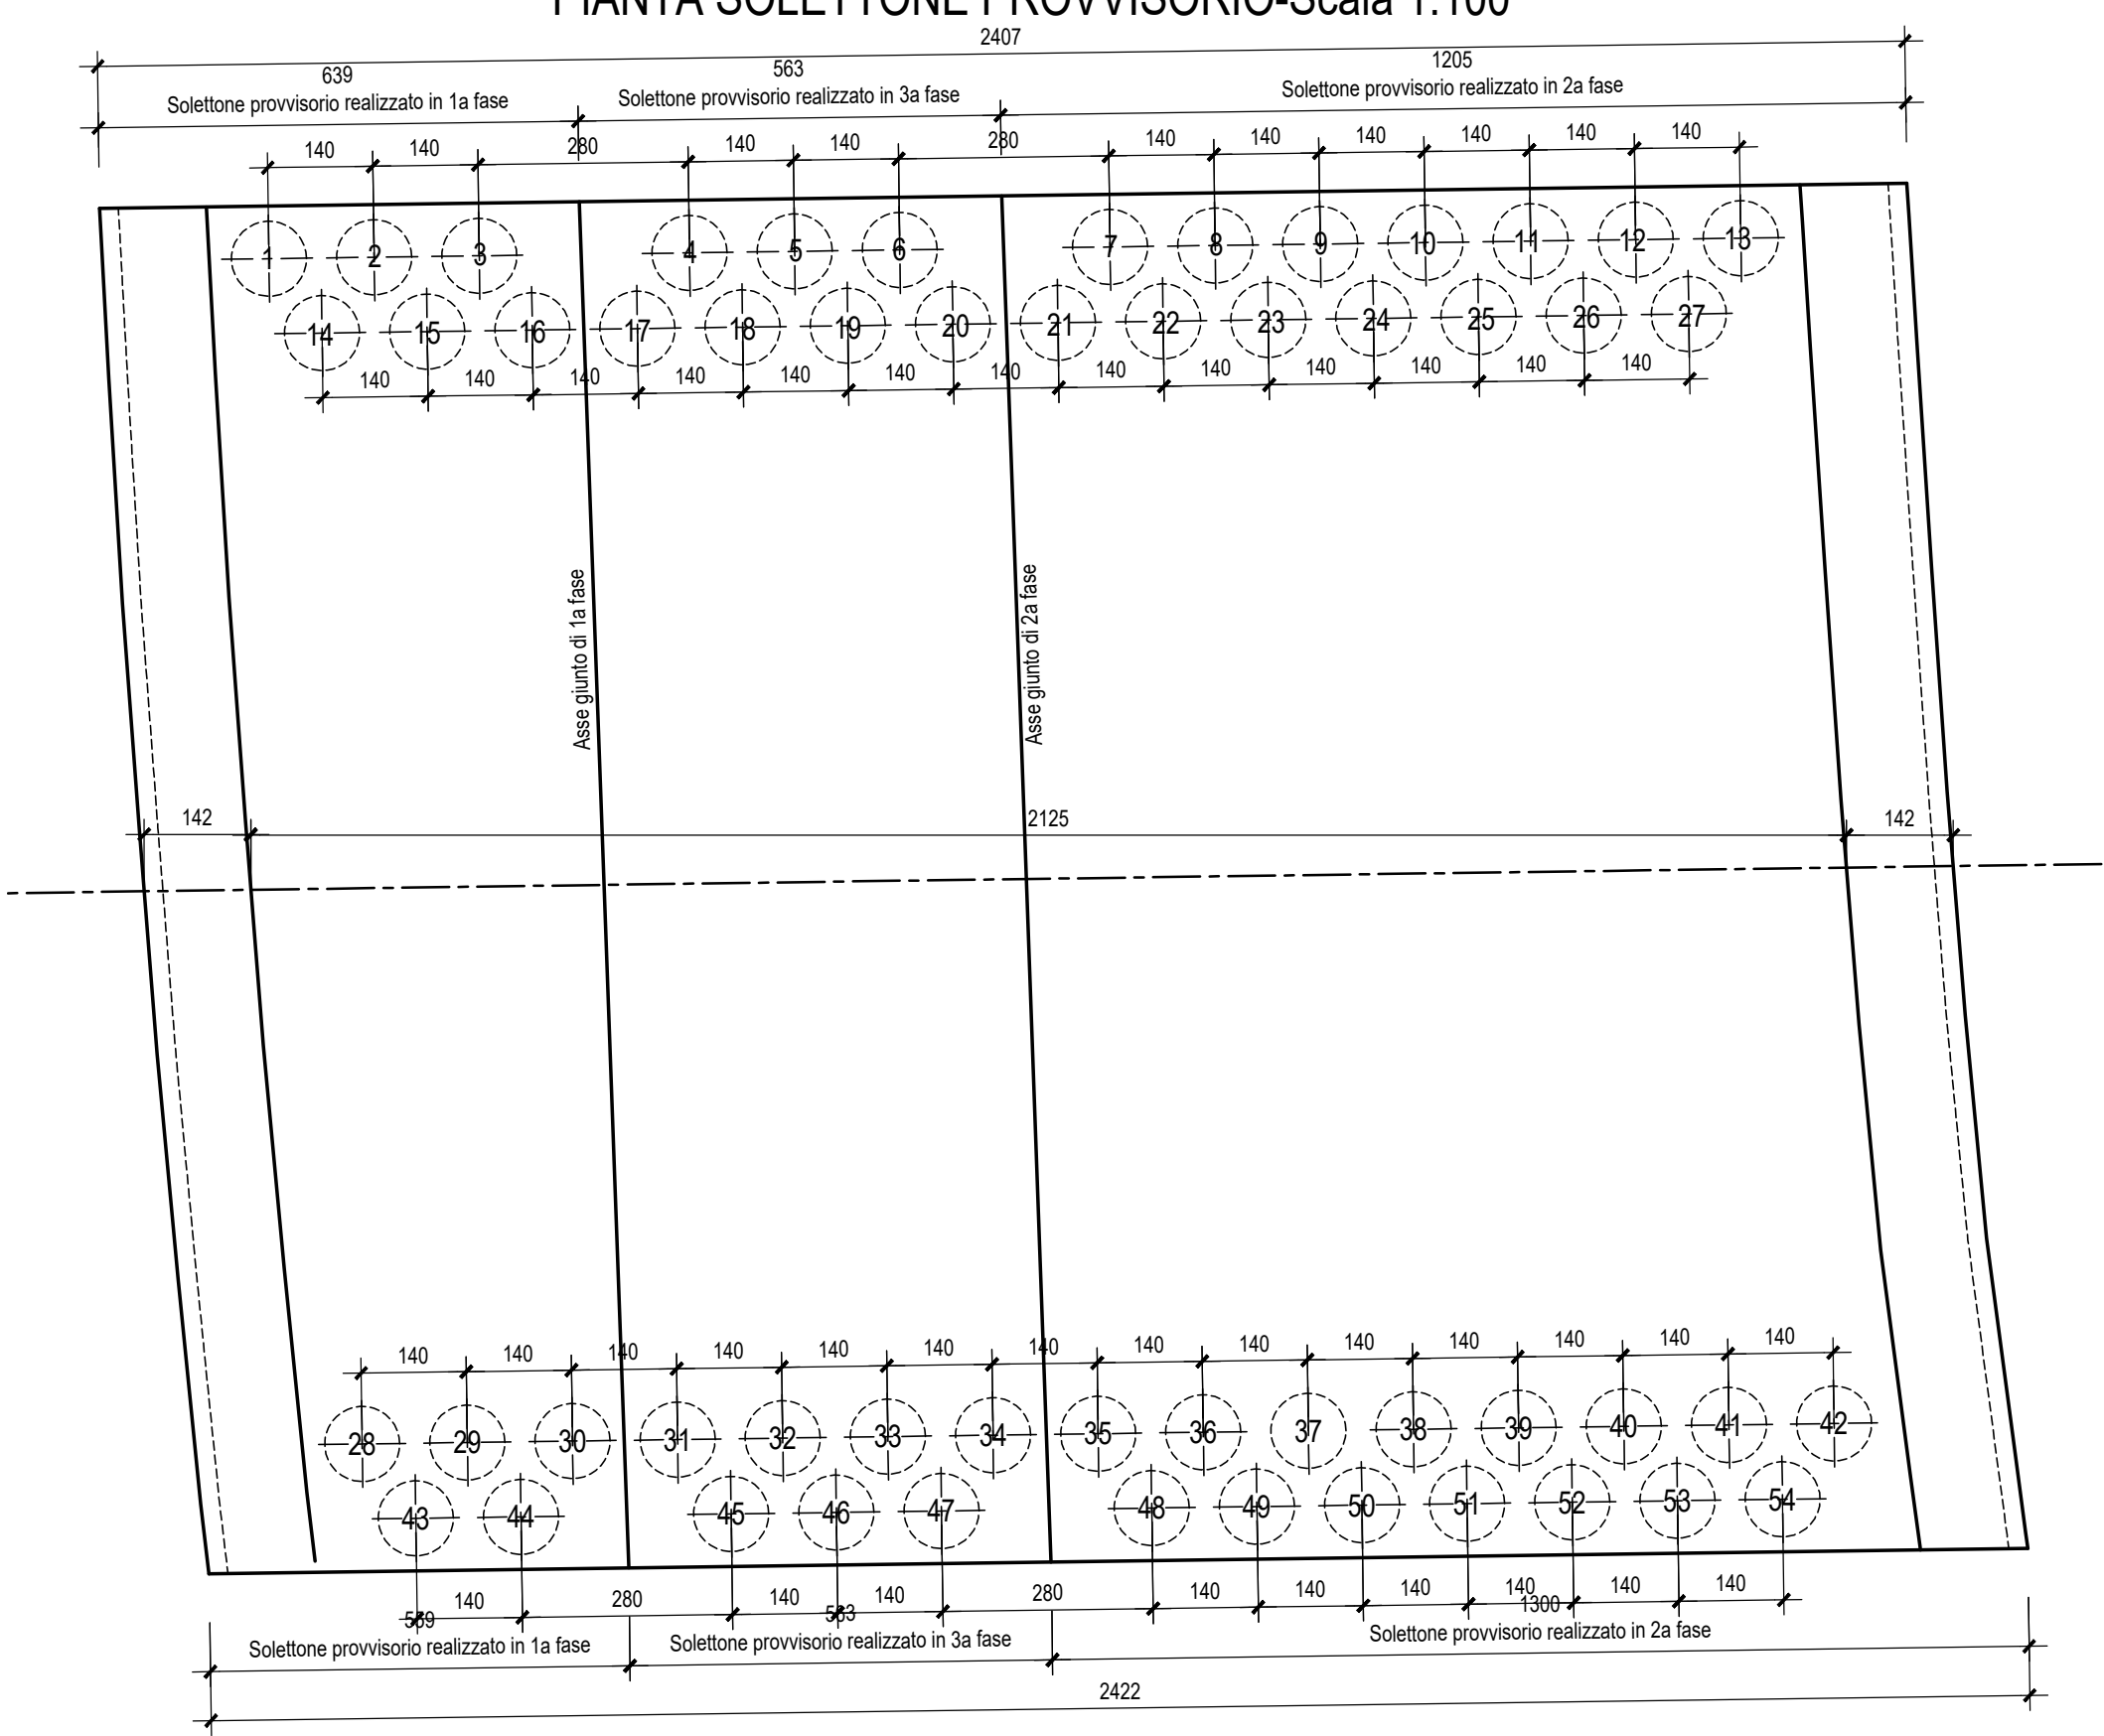 PIANTA SOLETTONE PROVVISORIO-Scala 1:100
2407
639 563 1205
Solettone provvisorio realizzato in 1a fase Solettone provvisorio realizzato in 3a fase Solettone provvisorio realizzato in 2a fase
140 140 280 140 140 280 140 140 140 140 140 140
1 2 3 4 5 6 7 8 9 10 11 12 13
14 15 16 17 18 19 20 21 22 23 24 25 26 27
140 140 140 140 140 140 140 140 140 140 140 140 140
Asse giunto di 1a fase
Asse giunto di 2a fase
142 2125 142
140 140 140 140 140 140 140 140 140 140 140 140 140 140
28 29 30 31 32 33 34 35 36 37 38 39 40 41 42
43 44 45 46 47 48 49 50 51 52 53 54
140 280 140 140 280 140 140 140 140 140 140
559 563 1300
Solettone provvisorio realizzato in 1a fase Solettone provvisorio realizzato in 3a fase Solettone provvisorio realizzato in 2a fase
2422